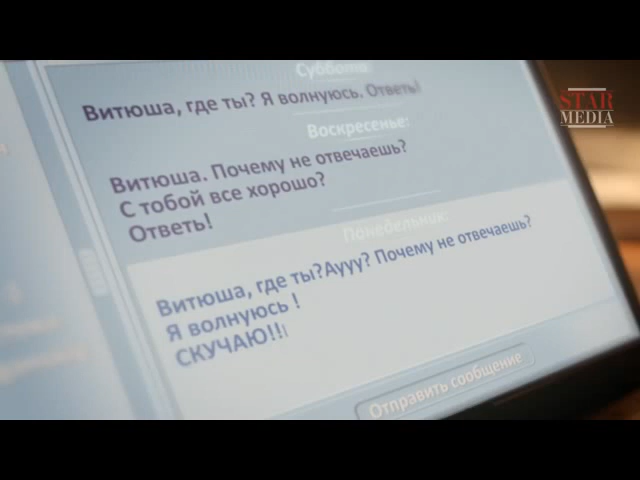 Суббота
Витюша, где ты? Я волнуюсь. Ответь!
Воскресенье:
Витюша. Почему не отвечаешь?
С тобой все хорошо?
Ответь!
Понедельник:
Витюша, где ты?Аууу? Почему не отвечаешь?
Я волнуюсь !
СКУЧАЮ!!
Отправить сообщение
STAR
MEDIA